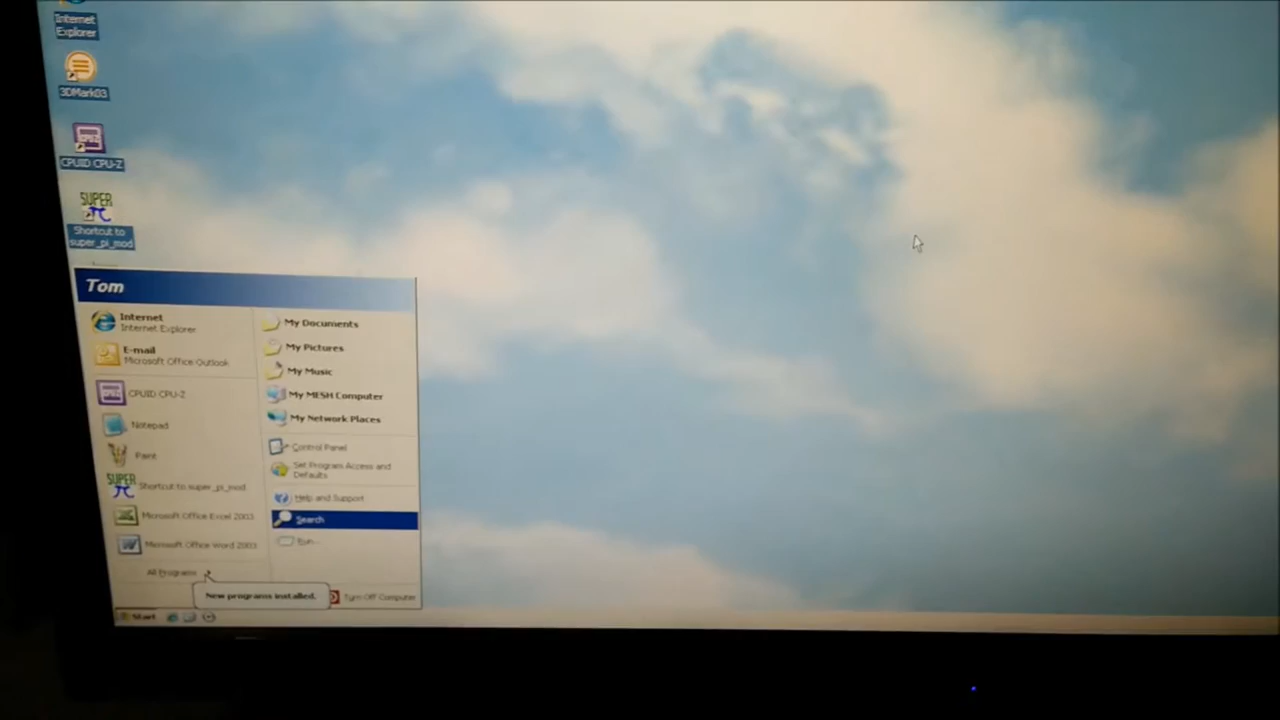 Internet
Explorer
3DMark03
CPUID CPU-Z
SUPER
Shortcut to
super_pi_mod
Tom
Internet
Internet Explorer
E-mail
Microsoft Office Outlook
CPUID CPU-Z
Notepad
Paint
SUPER
Shortcut to super_pi_mod
Microsoft Office Excel 2003
Microsoft Office Word 2003
All Programs
My Documents
My Pictures
My Music
My MESH Computer
My Network Places
Control Panel
Set Program Access and
Defaults
Help and Support
Search
Run...
New programs installed.
Turn Off Computer
Start